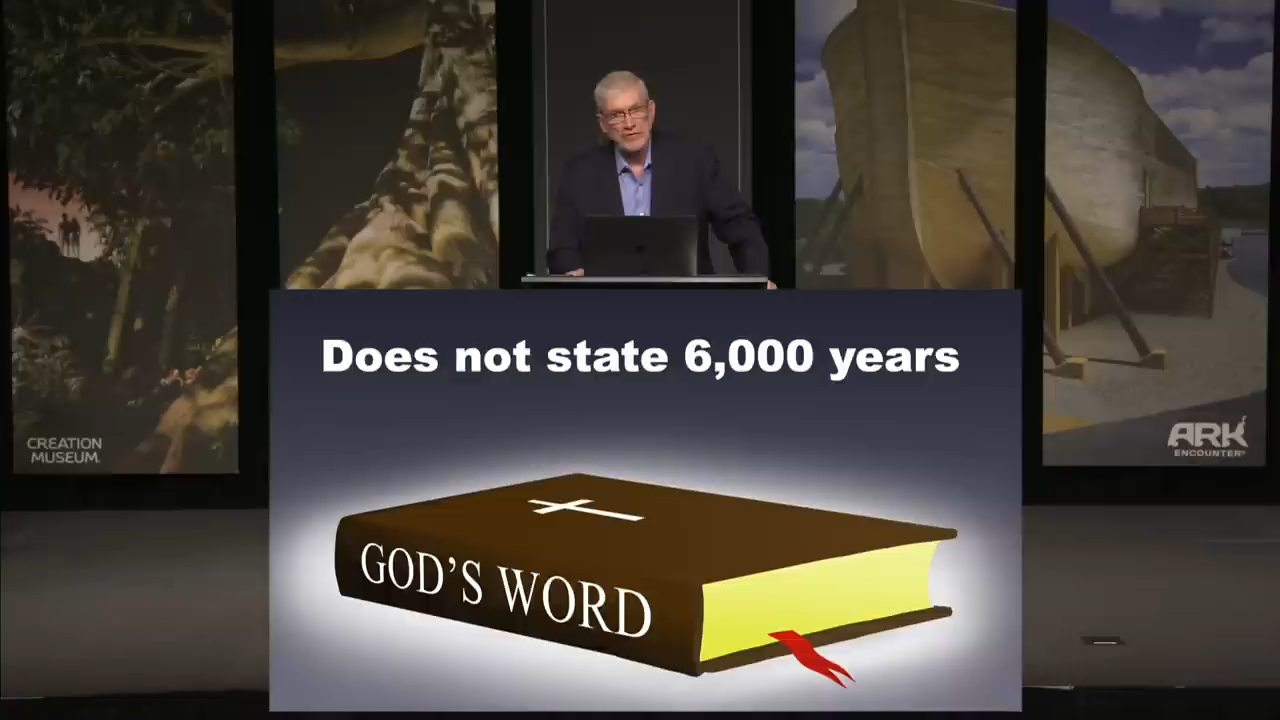 Does not state 6,000 years
GOD'S WORD
CREATION
MUSEUM
ARK
ENCOUNTER